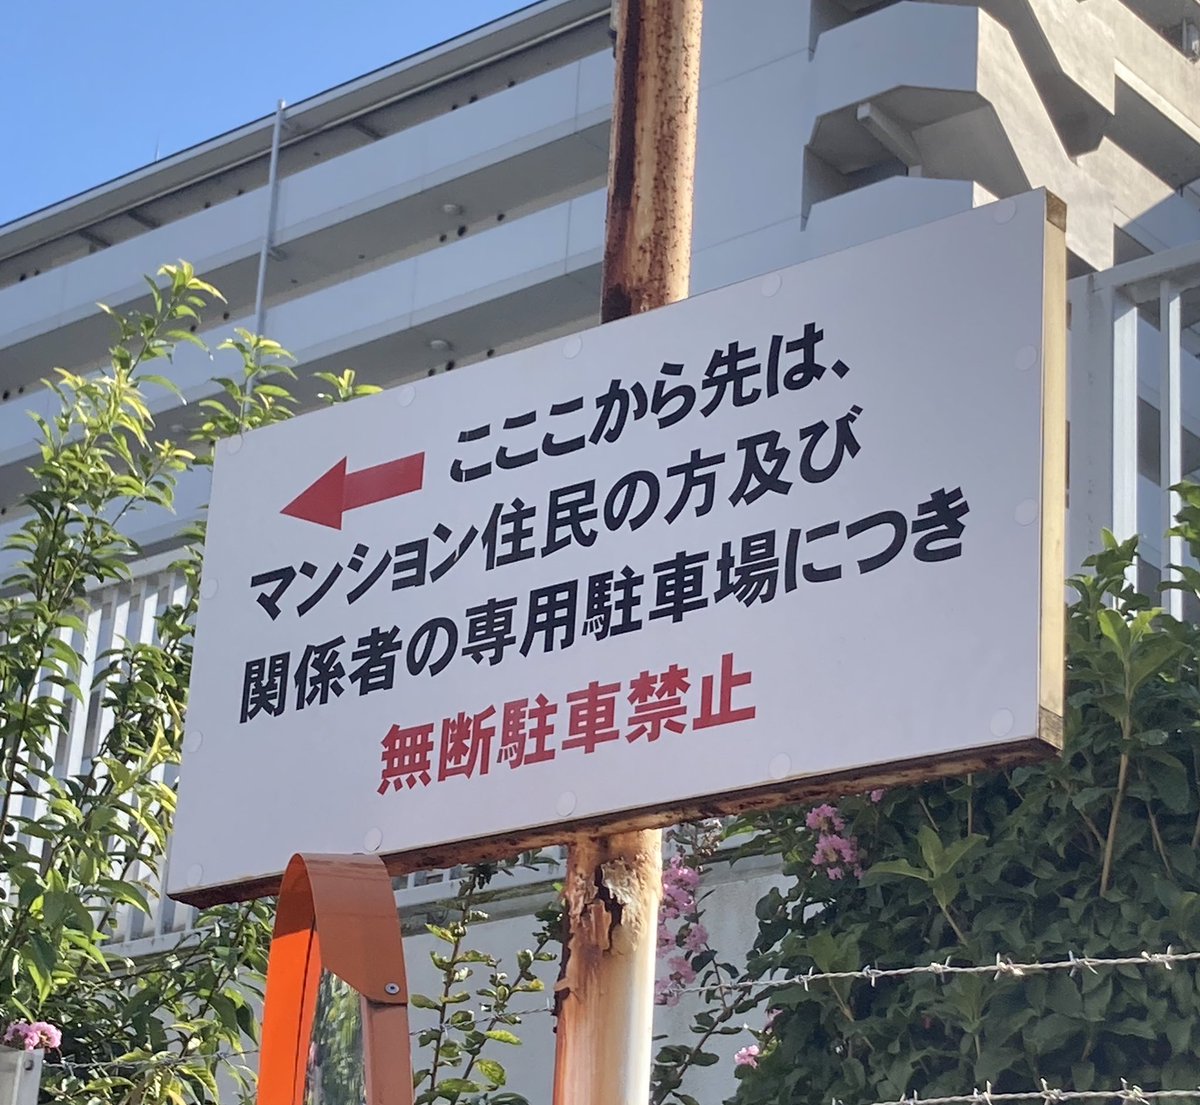 こここから先は、
マンション住民の方及び
関係者の専用駐車場につき
無断駐車禁止